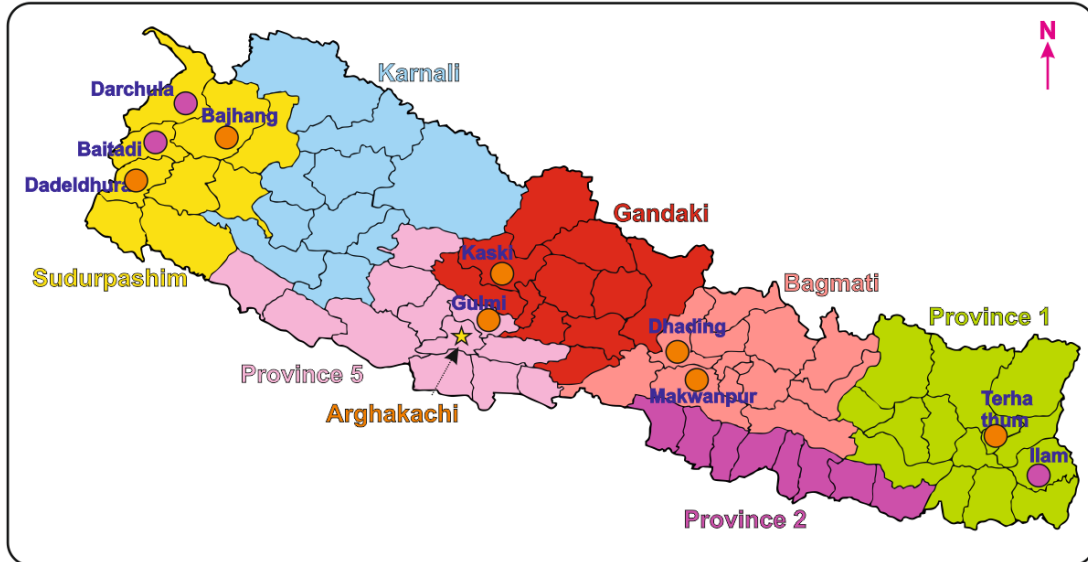 N
Karnali
Darchula
Bajhang
Baitadi
Dadeldhura
Gandaki
Kaski
Sudurpashim
Bagmati
Gulmi
Province 1
Dhading
Province 5
Makwanpur
Terha
thum
Arghakachi
Ilam
Province 2